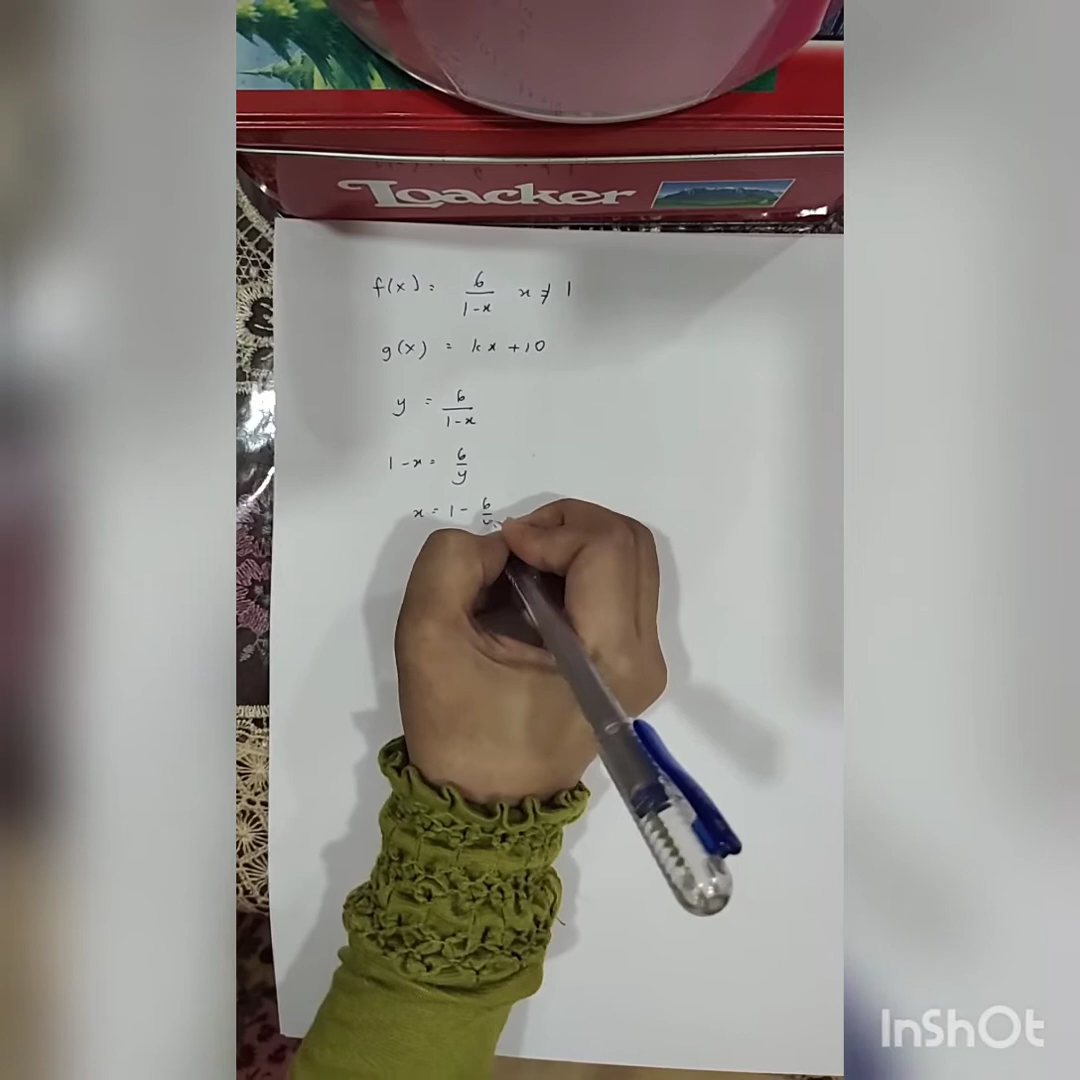 Loacker
f(x) = 6/(1-x) x ≠ 1
g(x) = kx + 10
y = 6/(1-x)
1-x = 6/y
x = 1 - 6/y
InShOt